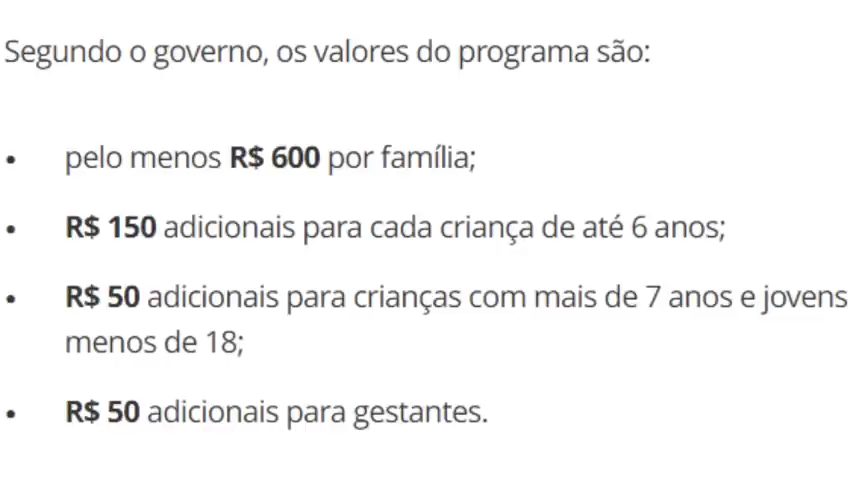 Segundo o governo, os valores do programa são:
• pelo menos R$ 600 por família;
• R$ 150 adicionais para cada criança de até 6 anos;
• R$ 50 adicionais para crianças com mais de 7 anos e jovens
menos de 18;
• R$ 50 adicionais para gestantes.